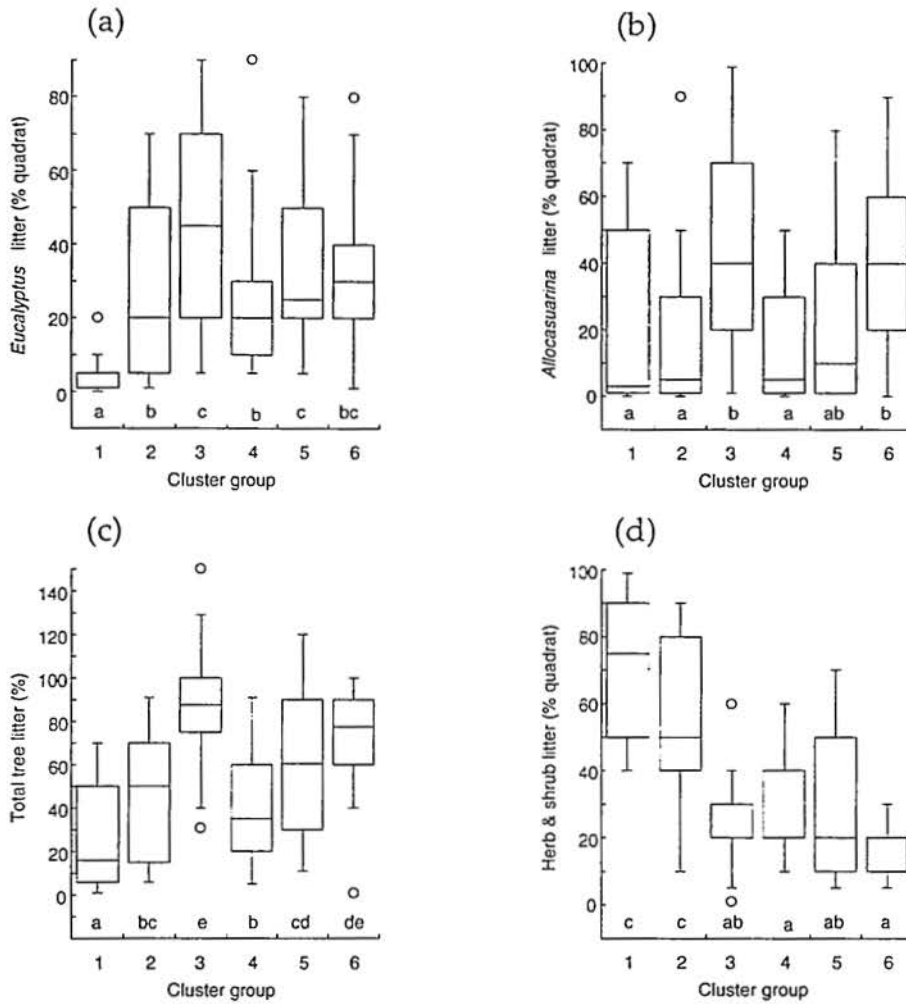 (a)
Eucalyptus litter (% quadrat)
80
60
40
20
0
a b c b c bc
1 2 3 4 5 6
Cluster group
(b)
Allocasuarina litter (% quadrat)
100
80
60
40
20
0
a a b a ab b
1 2 3 4 5 6
Cluster group
(c)
Total tree litter (%)
140
120
100
80
60
40
20
0
a bc e b cd de
1 2 3 4 5 6
Cluster group
(d)
Herb & shrub litter (% quadrat)
100
80
60
40
20
0
c c ab a ab a
1 2 3 4 5 6
Cluster group